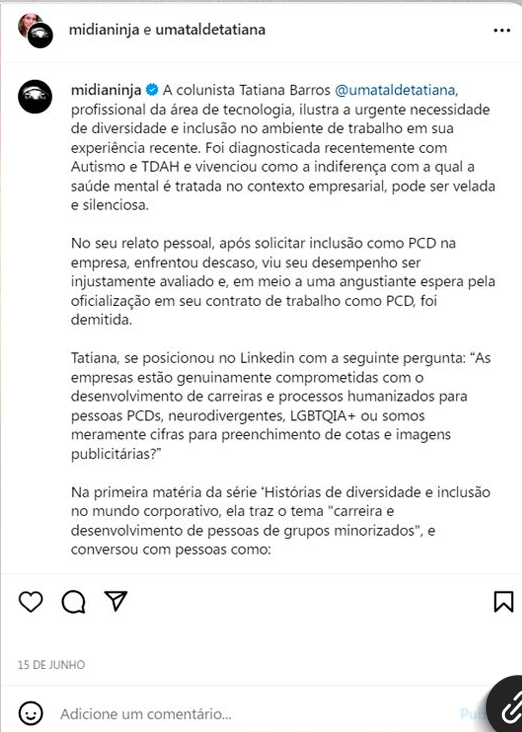 midianinja e umataldetatiana
midianinja A colunista Tatiana Barros @umataldetatiana,
profissional da área de tecnologia, ilustra a urgente necessidade
de diversidade e inclusão no ambiente de trabalho em sua
experiência recente. Foi diagnosticada recentemente com
Autismo e TDAH e vivenciou como a indiferença com a qual a
saúde mental é tratada no contexto empresarial, pode ser velada
e silenciosa.
No seu relato pessoal, após solicitar inclusão como PCD na
empresa, enfrentou descaso, viu seu desempenho ser
injustamente avaliado e, em meio a uma angustiante espera pela
oficialização em seu contrato de trabalho como PCD, foi
demitida.
Tatiana, se posicionou no Linkedin com a seguinte pergunta: “As
empresas estão genuinamente comprometidas com o
desenvolvimento de carreiras e processos humanizados para
pessoas PCDs, neurodivergentes, LGBTQIA+ ou somos
meramente cifras para preenchimento de cotas e imagens
publicitárias?”
Na primeira matéria da série ‘Histórias de diversidade e inclusão
no mundo corporativo, ela traz o tema "carreira e
desenvolvimento de pessoas de grupos minorizados", e
conversou com pessoas como:
15 DE JUNHO
Adicione um comentário...